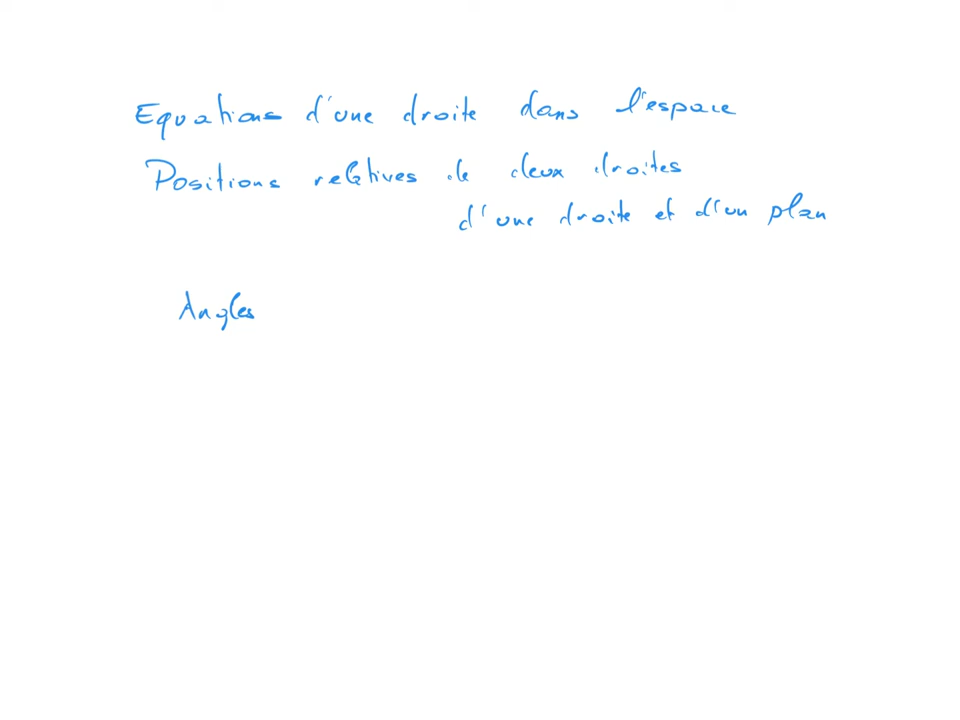 Equations d'une droite dans l'espace
Positions relatives de deux droites
d'une droite et d'un plan
Angles